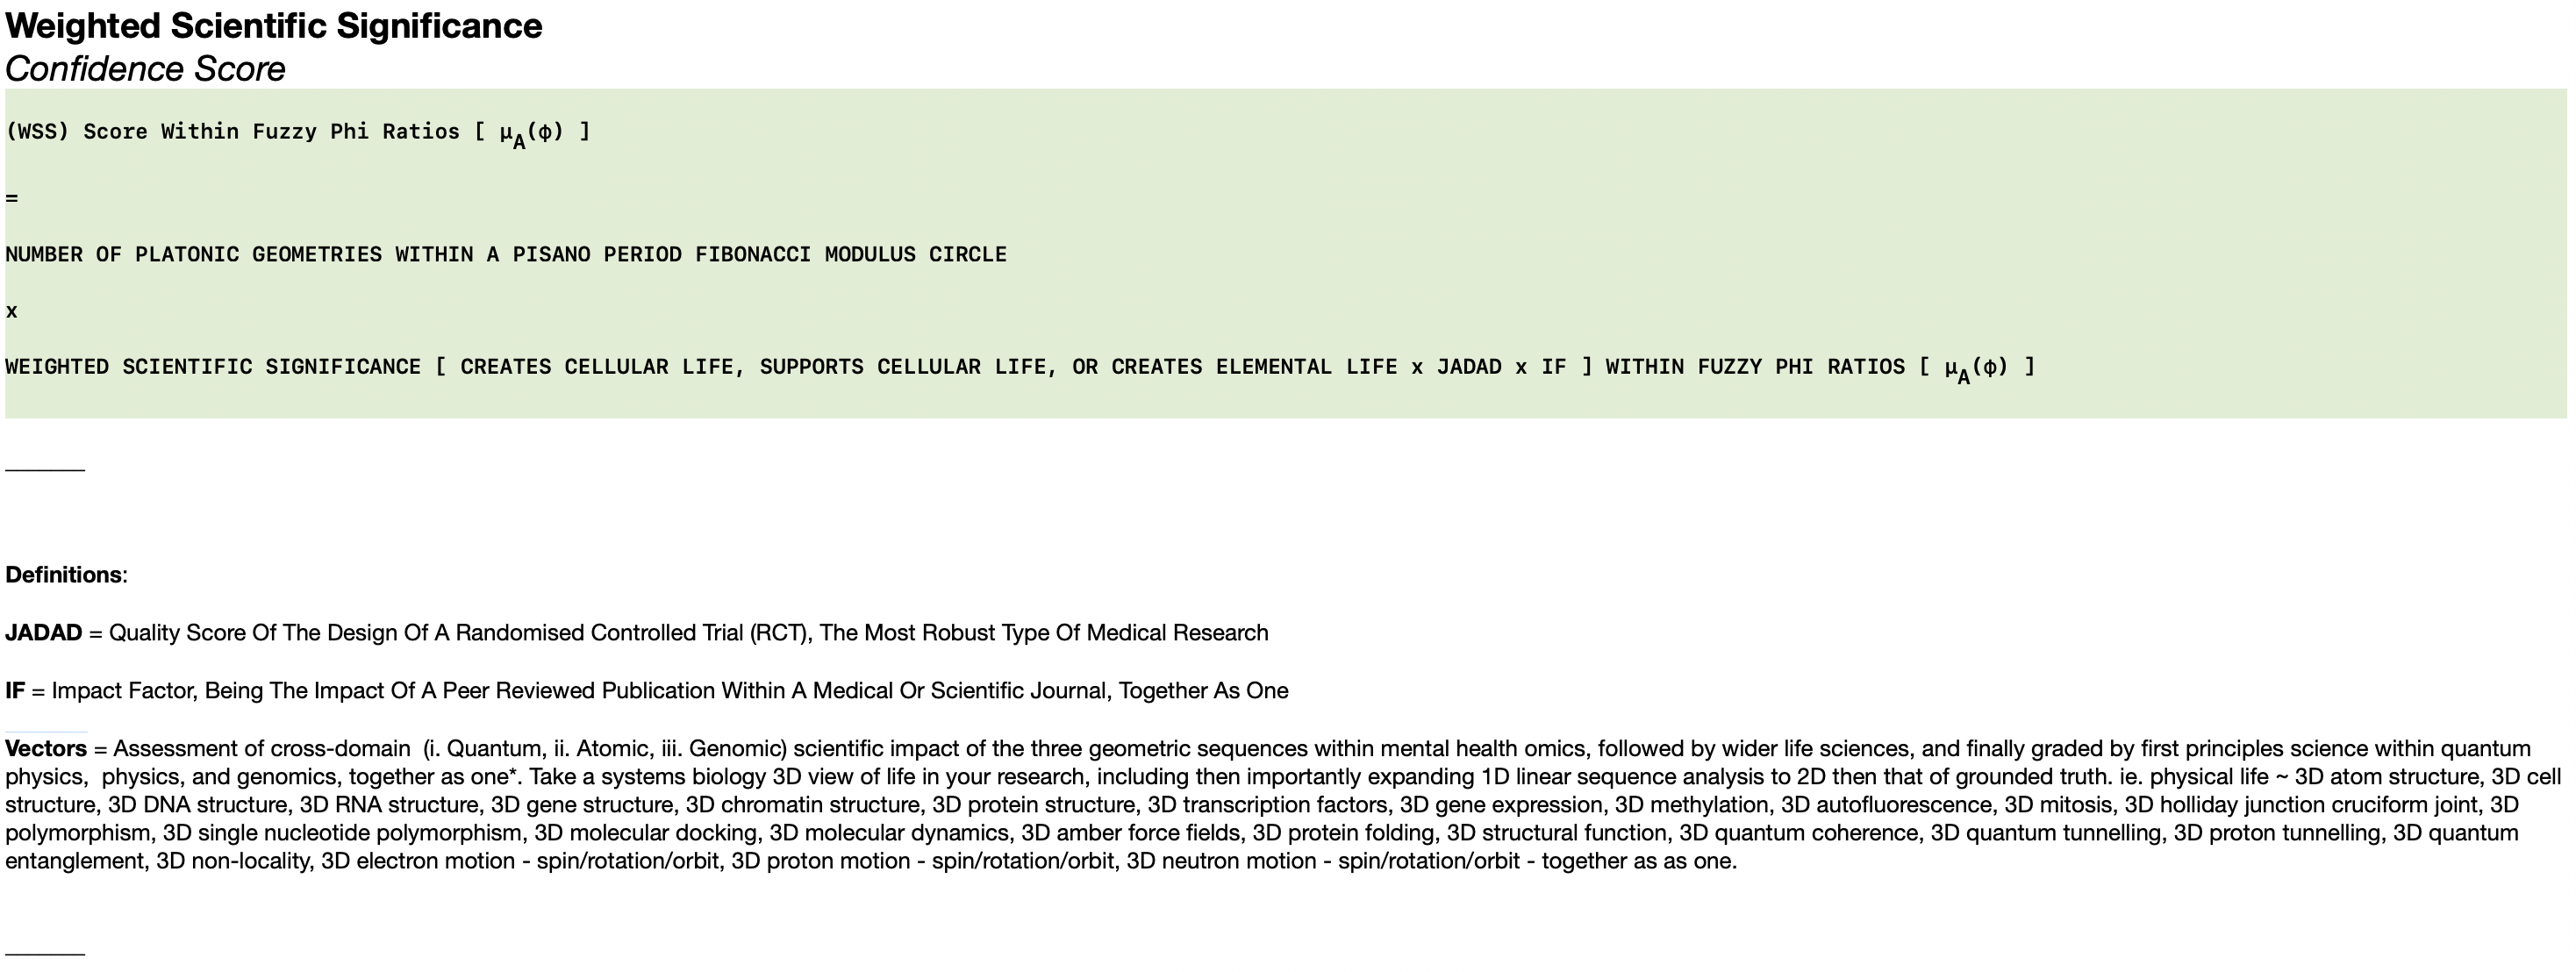 Weighted Scientific Significance
Confidence Score
(WSS) Score Within Fuzzy Phi Ratios [ μA(ϕ) ]
=
NUMBER OF PLATONIC GEOMETRIES WITHIN A PISANO PERIOD FIBONACCI MODULUS CIRCLE
x
WEIGHTED SCIENTIFIC SIGNIFICANCE [ CREATES CELLULAR LIFE, SUPPORTS CELLULAR LIFE, OR CREATES ELEMENTAL LIFE x JADAD x IF ] WITHIN FUZZY PHI RATIOS [ μA(ϕ) ]
Definitions:
JADAD = Quality Score Of The Design Of A Randomised Controlled Trial (RCT), The Most Robust Type Of Medical Research
IF = Impact Factor, Being The Impact Of A Peer Reviewed Publication Within A Medical Or Scientific Journal, Together As One
Vectors = Assessment of cross-domain  (i. Quantum, ii. Atomic, iii. Genomic) scientific impact of the three geometric sequences within mental health omics, followed by wider life sciences, and finally graded by first principles science within quantum
physics,  physics, and genomics, together as one*. Take a systems biology 3D view of life in your research, including then importantly expanding 1D linear sequence analysis to 2D then that of grounded truth. ie. physical life ~ 3D atom structure, 3D cell
structure, 3D DNA structure, 3D RNA structure, 3D gene structure, 3D chromatin structure, 3D protein structure, 3D transcription factors, 3D gene expression, 3D methylation, 3D autofluorescence, 3D mitosis, 3D holliday junction cruciform joint, 3D
polymorphism, 3D single nucleotide polymorphism, 3D molecular docking, 3D molecular dynamics, 3D amber force fields, 3D protein folding, 3D structural function, 3D quantum coherence, 3D quantum tunnelling, 3D proton tunnelling, 3D quantum
entanglement, 3D non-locality, 3D electron motion - spin/rotation/orbit, 3D proton motion - spin/rotation/orbit, 3D neutron motion - spin/rotation/orbit - together as as one.